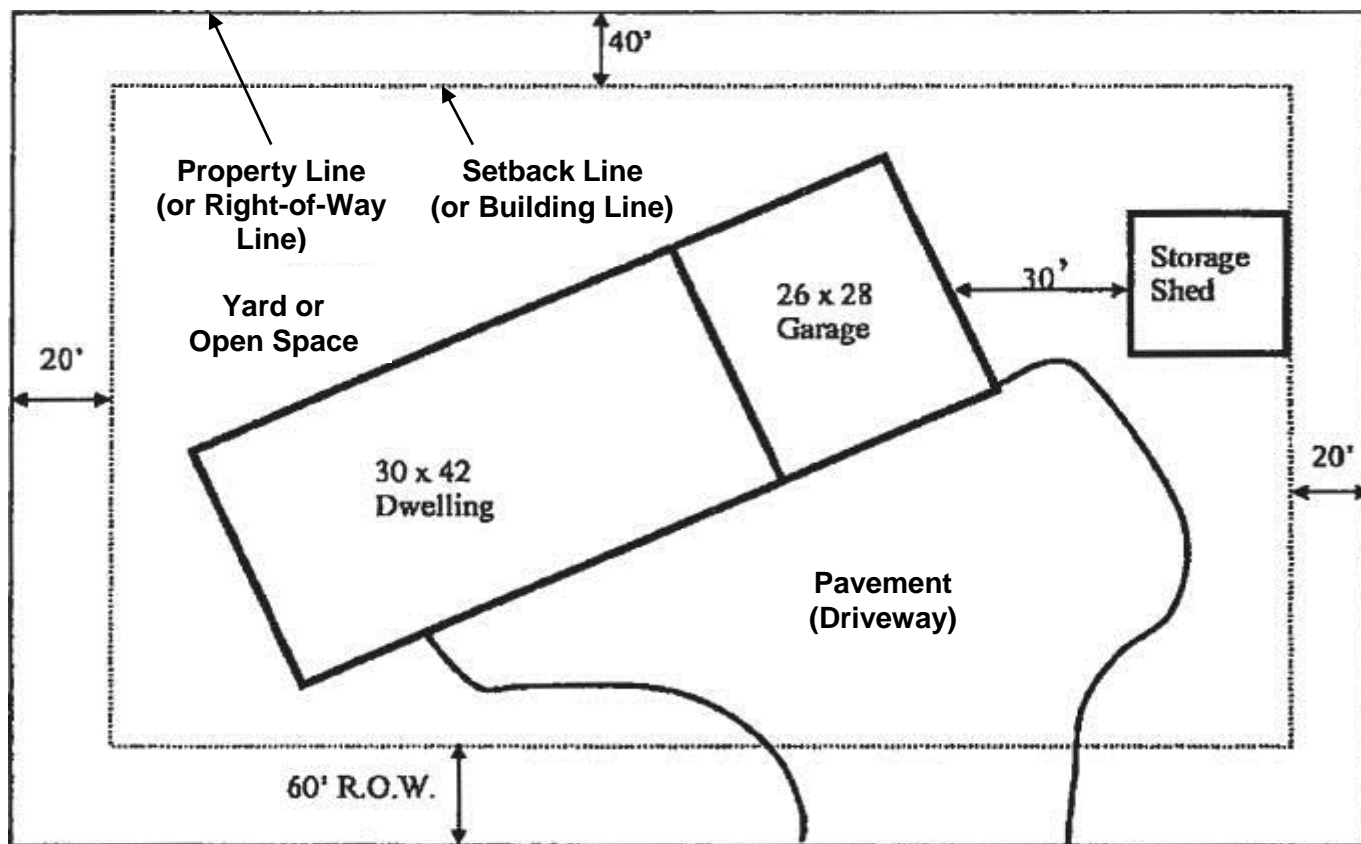 40'
Property Line
(or Right-of-Way
Line)
Setback Line
(or Building Line)
Storage
Shed
30'
26 x 28
Garage
Yard or
Open Space
20'
30 x 42
Dwelling
20'
Pavement
(Driveway)
60' R.O.W.